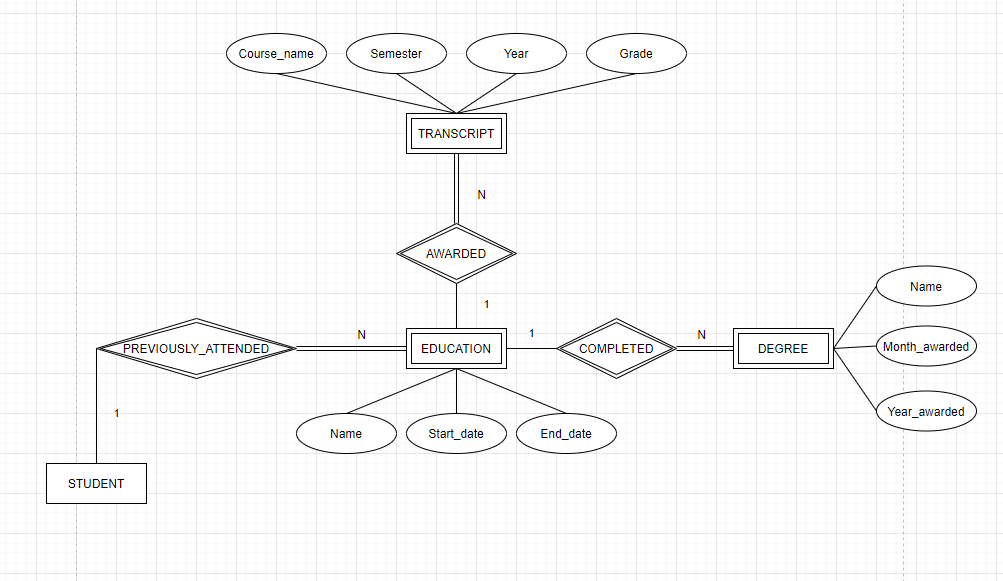 Course_name
Semester
Year
Grade
TRANSCRIPT
N
AWARDED
1
PREVIOUSLY_ATTENDED
N
EDUCATION
1
COMPLETED
N
DEGREE
Name
Month_awarded
Year_awarded
1
Name
Start_date
End_date
STUDENT